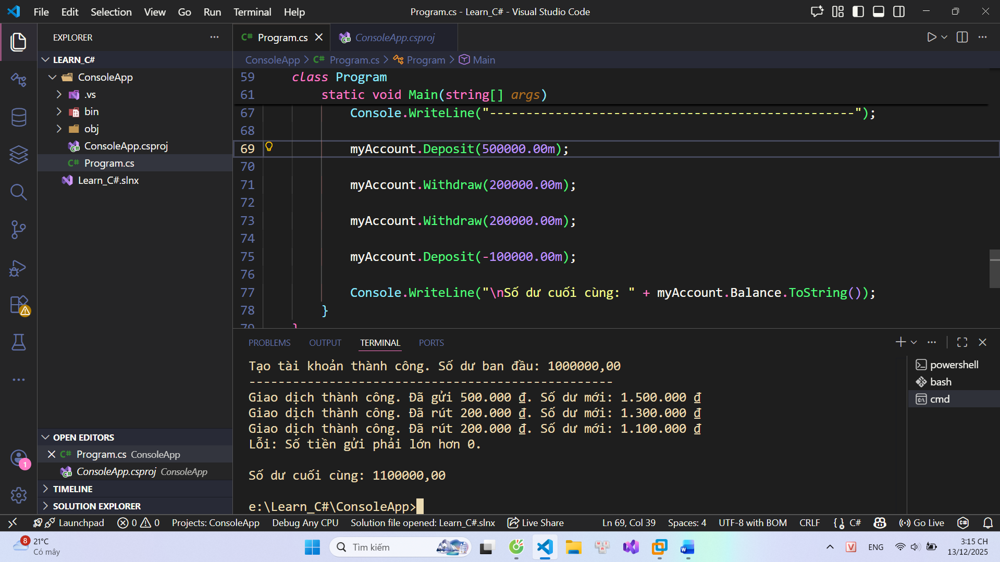 File Edit Selection View Go Run Terminal Help
Program.cs - Learn_C# - Visual Studio Code
EXPLORER
LEARN_C#
ConsoleApp
.vs
bin
obj
ConsoleApp.csproj
C# Program.cs
Learn_C#.slnx
OPEN EDITORS
C# Program.cs ConsoleApp
ConsoleApp.csproj ConsoleApp
TIMELINE
SOLUTION EXPLORER
1
C# Program.cs
ConsoleApp.csproj
ConsoleApp > C# Program.cs > Program > Main
59 class Program
61 static void Main(string[] args)
67 Console.WriteLine("--------------------------------------------------");
68
69 myAccount.Deposit(500000.00m);
70
71 myAccount.Withdraw(200000.00m);
72
73 myAccount.Withdraw(200000.00m);
74
75 myAccount.Deposit(-100000.00m);
76
77 Console.WriteLine("\nSố dư cuối cùng: " + myAccount.Balance.ToString());
78 }
79 }
PROBLEMS OUTPUT TERMINAL PORTS
Tạo tài khoản thành công. Số dư ban đầu: 1000000,00
--------------------------------------------------
Giao dịch thành công. Đã gửi 500.000 ₫. Số dư mới: 1.500.000 ₫
Giao dịch thành công. Đã rút 200.000 ₫. Số dư mới: 1.300.000 ₫
Giao dịch thành công. Đã rút 200.000 ₫. Số dư mới: 1.100.000 ₫
Lỗi: Số tiền gửi phải lớn hơn 0.
Số dư cuối cùng: 1100000,00
e:\Learn_C#\ConsoleApp>
powershell
bash
cmd
Launchpad 0 0 Projects: ConsoleApp Debug Any CPU Solution file opened: Learn_C#.slnx Live Share Ln 69, Col 39 Spaces: 4 UTF-8 with BOM CRLF C# Go Live
8
21°C
Có mây
Tìm kiếm
V
ENG
3:15 CH
13/12/2025